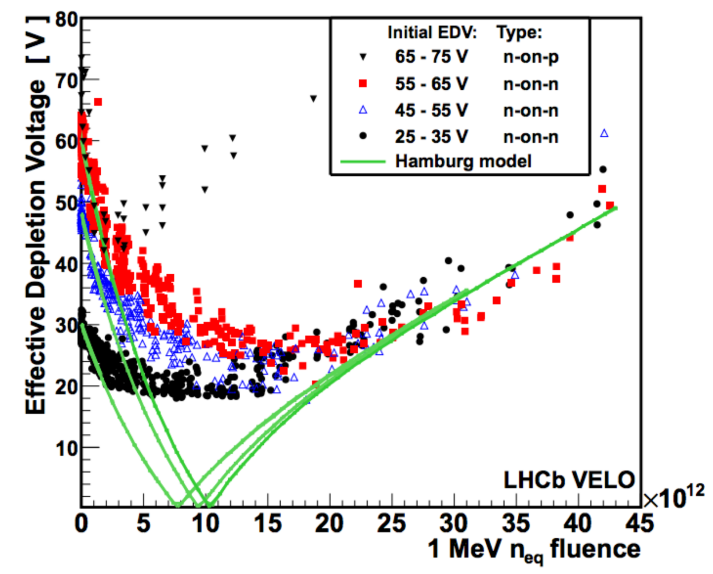 Effective Depletion Voltage [ V ]
80
70
60
50
40
30
20
10
Initial EDV: Type:
65 - 75 V n-on-p
55 - 65 V n-on-n
45 - 55 V n-on-n
25 - 35 V n-on-n
Hamburg model
LHCb VELO
0 5 10 15 20 25 30 35 40 45
×10¹²
1 MeV nₑq fluence